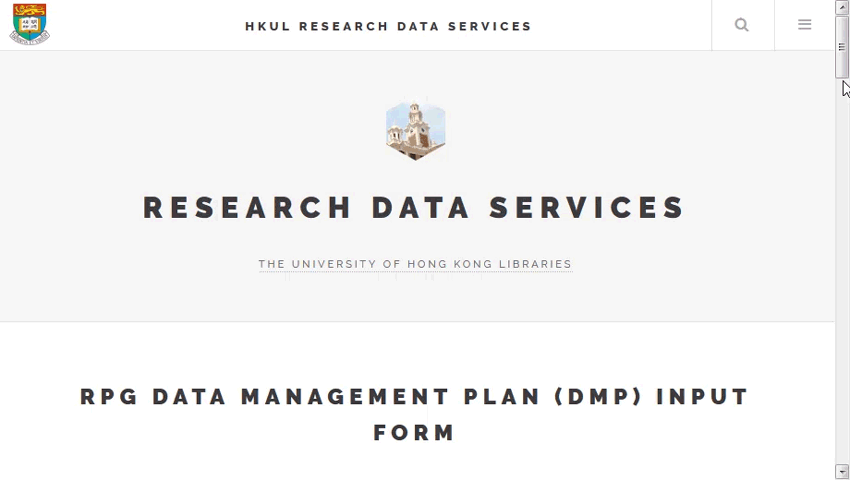 HKUL RESEARCH DATA SERVICES
RESEARCH DATA SERVICES
THE UNIVERSITY OF HONG KONG LIBRARIES
RPG DATA MANAGEMENT PLAN (DMP) INPUT
FORM